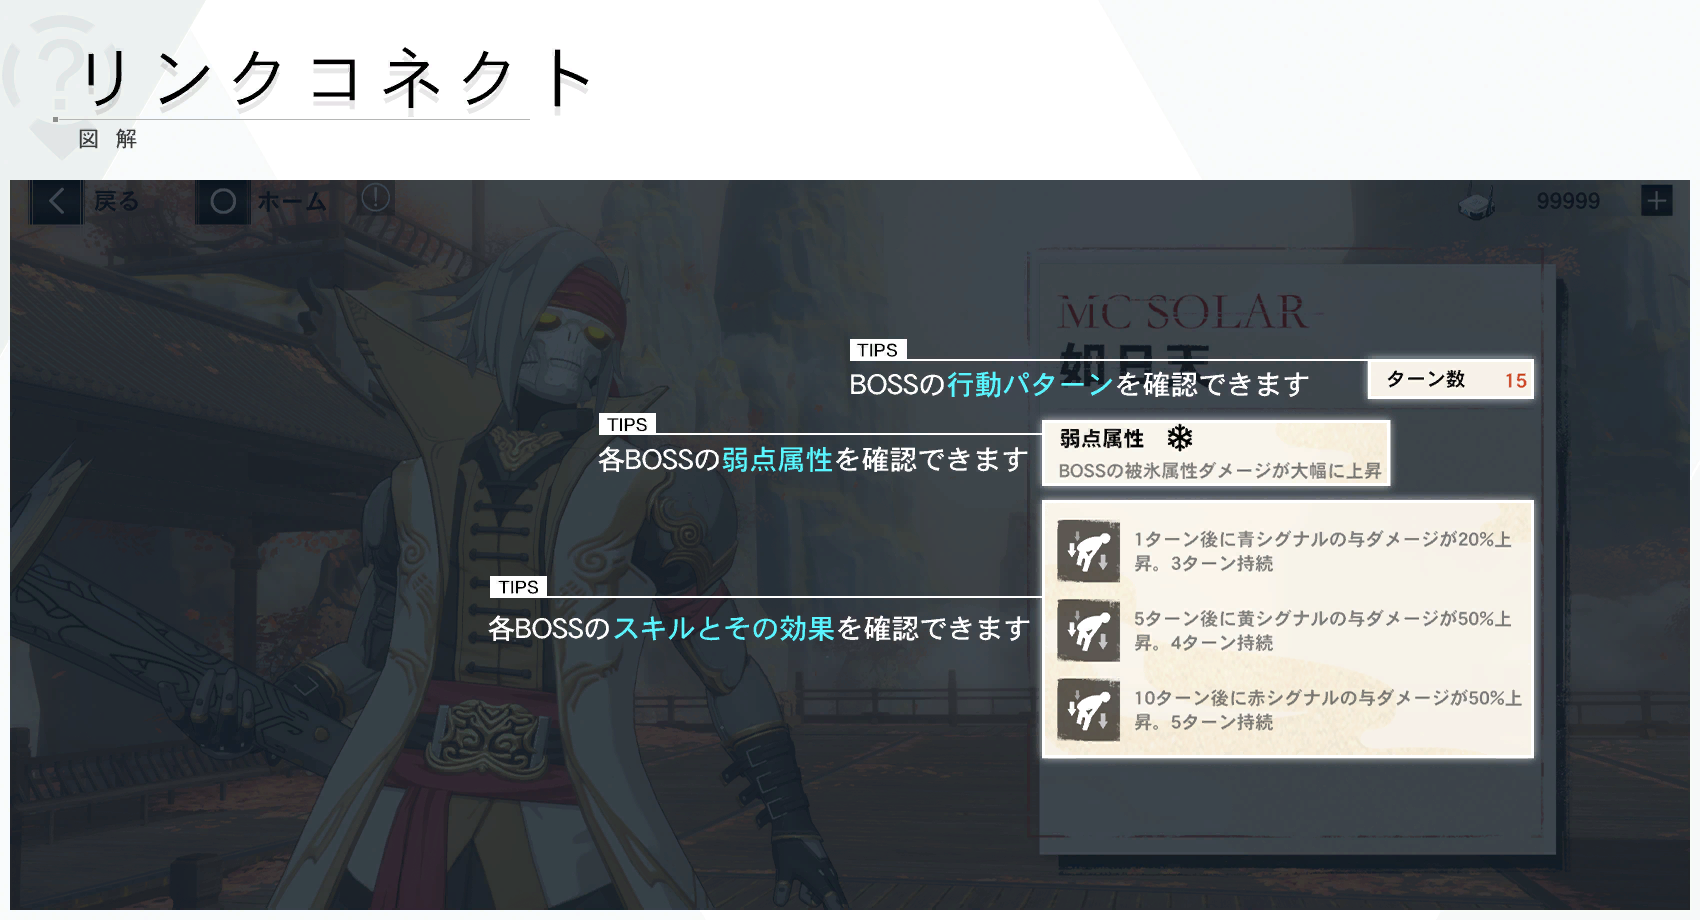 リンクコネクト
図解
戻る
ホーム
99999
MC SOLAR
如日天
TIPS
BOSSの行動パターンを確認できます
ターン数 15
TIPS
各BOSSの弱点属性を確認できます
弱点属性
BOSSの被氷属性ダメージが大幅に上昇
TIPS
各BOSSのスキルとその効果を確認できます
1ターン後に青シグナルの与ダメージが20%上
昇。3ターン持続
5ターン後に黄シグナルの与ダメージが50%上
昇。4ターン持続
10ターン後に赤シグナルの与ダメージが50%上
昇。5ターン持続